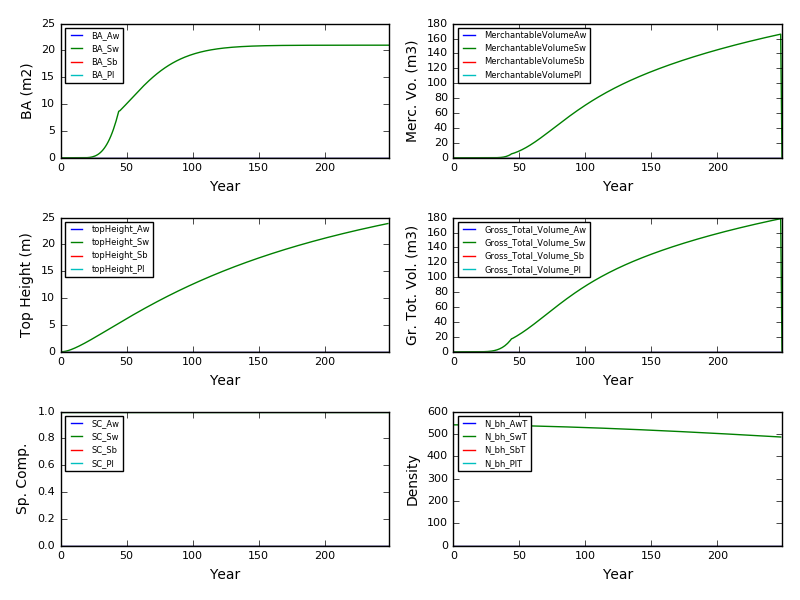 BA (m2)
25
20
15
10
5
0
BA_Aw
BA_Sw
BA_Sb
BA_Pl
0 50 100 150 200
Year
Merc. Vo. (m3)
180
160
140
120
100
80
60
40
20
0
MerchantableVolumeAw
MerchantableVolumeSw
MerchantableVolumeSb
MerchantableVolumePl
0 50 100 150 200
Year
Top Height (m)
25
20
15
10
5
0
topHeight_Aw
topHeight_Sw
topHeight_Sb
topHeight_Pl
0 50 100 150 200
Year
Gr. Tot. Vol. (m3)
180
160
140
120
100
80
60
40
20
0
Gross_Total_Volume_Aw
Gross_Total_Volume_Sw
Gross_Total_Volume_Sb
Gross_Total_Volume_Pl
0 50 100 150 200
Year
Sp. Comp.
1.0
0.8
0.6
0.4
0.2
0.0
SC_Aw
SC_Sw
SC_Sb
SC_Pl
0 50 100 150 200
Year
Density
600
500
400
300
200
100
0
N_bh_AwT
N_bh_SwT
N_bh_SbT
N_bh_PlT
0 50 100 150 200
Year